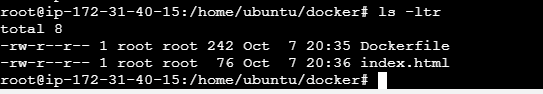 root@ip-172-31-40-15:/home/ubuntu/docker# ls -ltr
total 8
-rw-r--r-- 1 root root 242 Oct  7 20:35 Dockerfile
-rw-r--r-- 1 root root  76 Oct  7 20:36 index.html
root@ip-172-31-40-15:/home/ubuntu/docker#